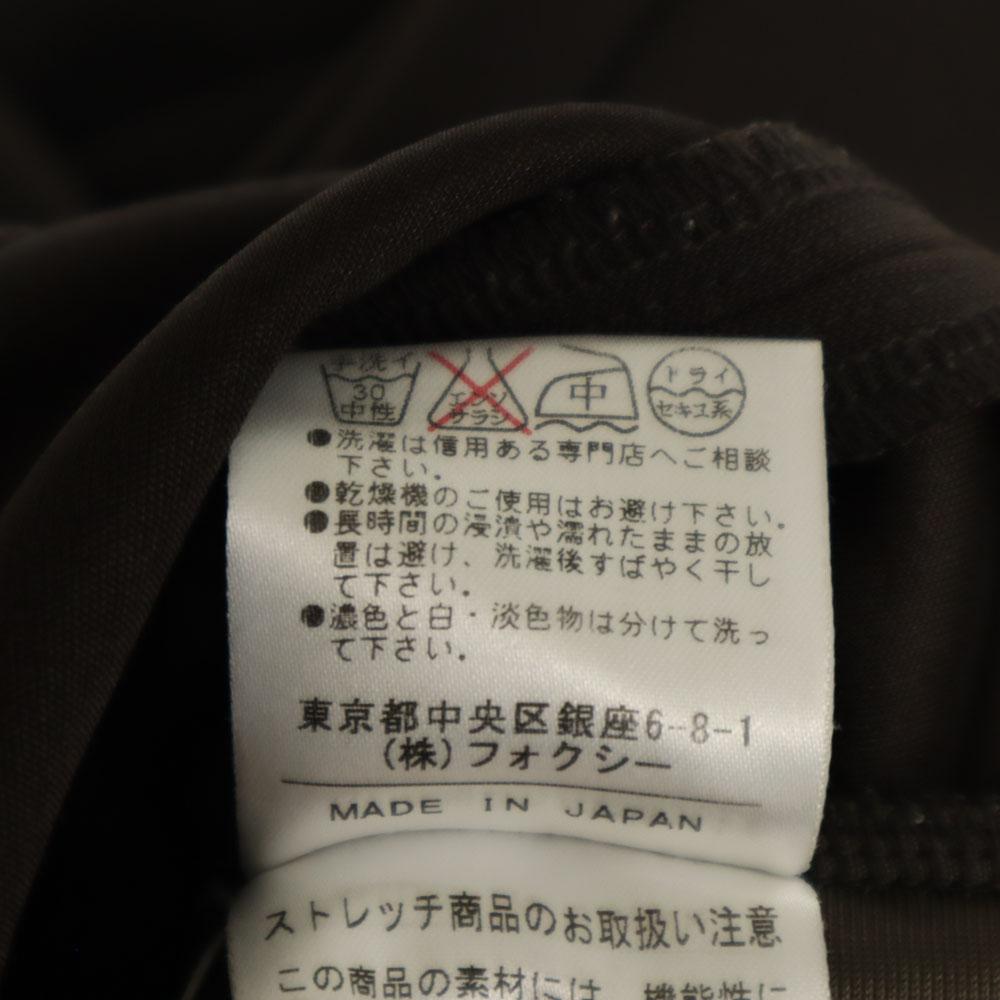 手洗イ
30
中性
エンソ
サラシ
中
ドライ
セキユ系
●洗濯は信用ある専門店へご相談
下さい。
●乾燥機のご使用はお避け下さい。
●長時間の浸漬や濡れたままの放
置は避け、洗濯後すばやく干し
て下さい。
●濃色と白・淡色物は分けて洗っ
て下さい。
東京都中央区銀座6-8-1
(株)フォクシー
MADE IN JAPAN
ストレッチ商品のお取扱い注意
この商品の素材には、機能性に